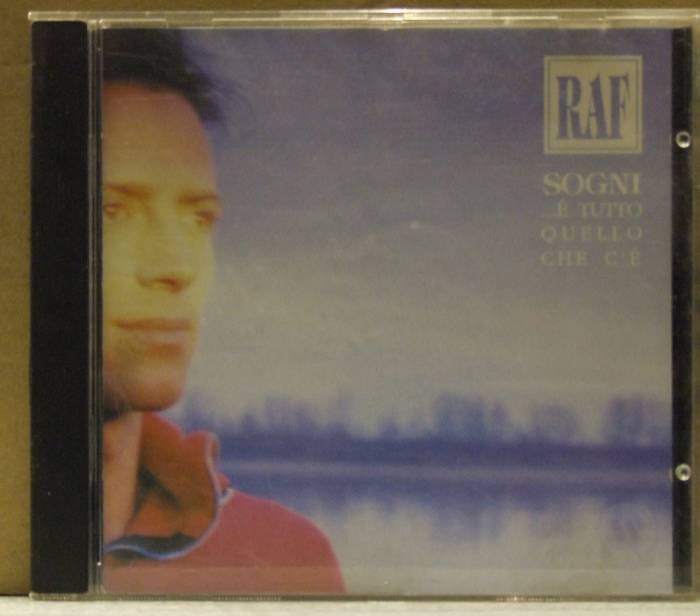 RAF
SOGNI
...È TUTTO
QUELLO
CHE C'È